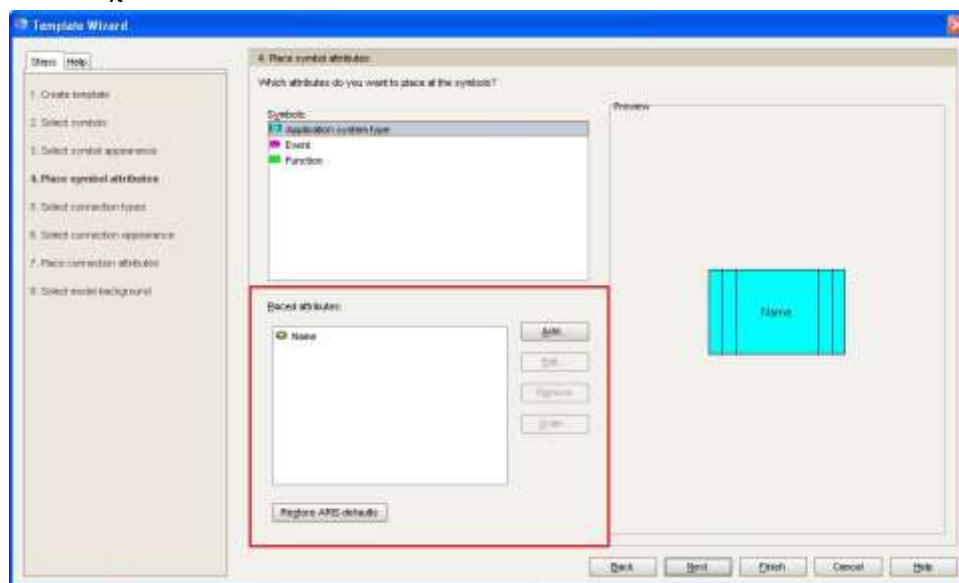 Template Wizard
Steps Help
1. Create template
2. Select symbols
3. Select symbol appearance
4. Place symbol attributes
5. Select connection types
6. Select connection appearance
7. Place connection attributes
8. Select model background
4. Place symbol attributes
Which attributes do you want to place at the symbols?
Symbols:
Application system type
Event
Function
Placed attributes:
Name
Add...
Edit...
Remove
Order...
Restore ARIS defaults
Preview
Name
Back Next Finish Cancel Help